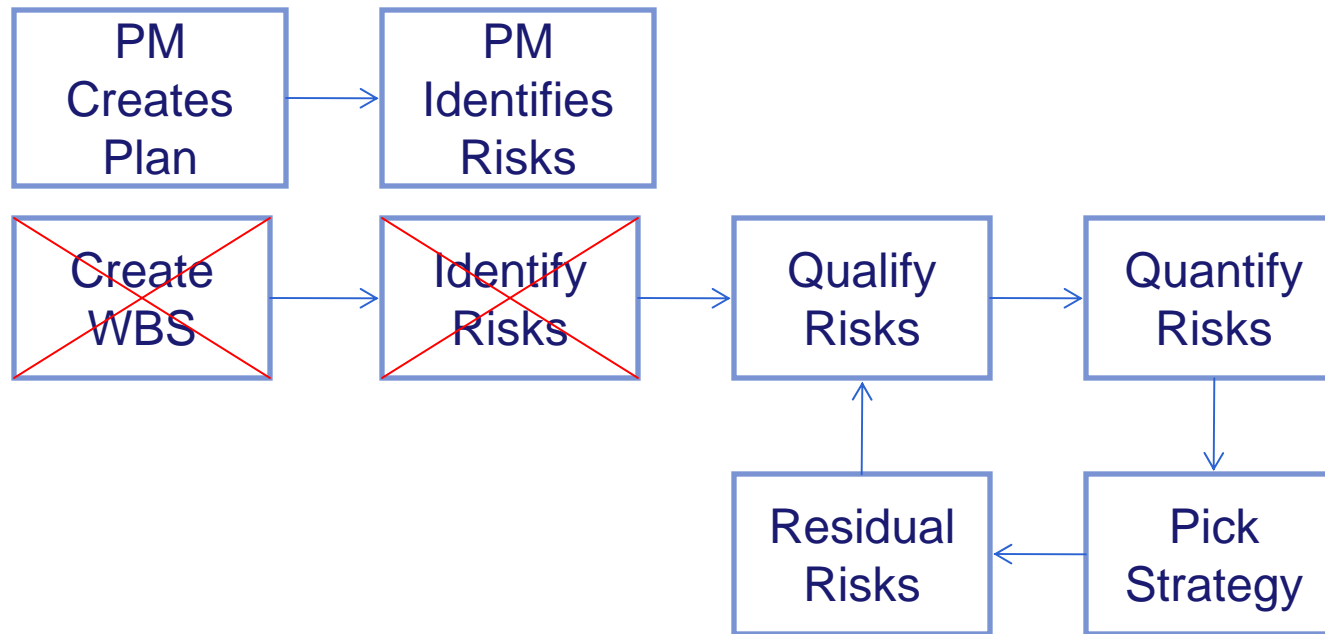 PM
Creates
Plan
PM
Identifies
Risks
Create
WBS
Identify
Risks
Qualify
Risks
Quantify
Risks
Residual
Risks
Pick
Strategy